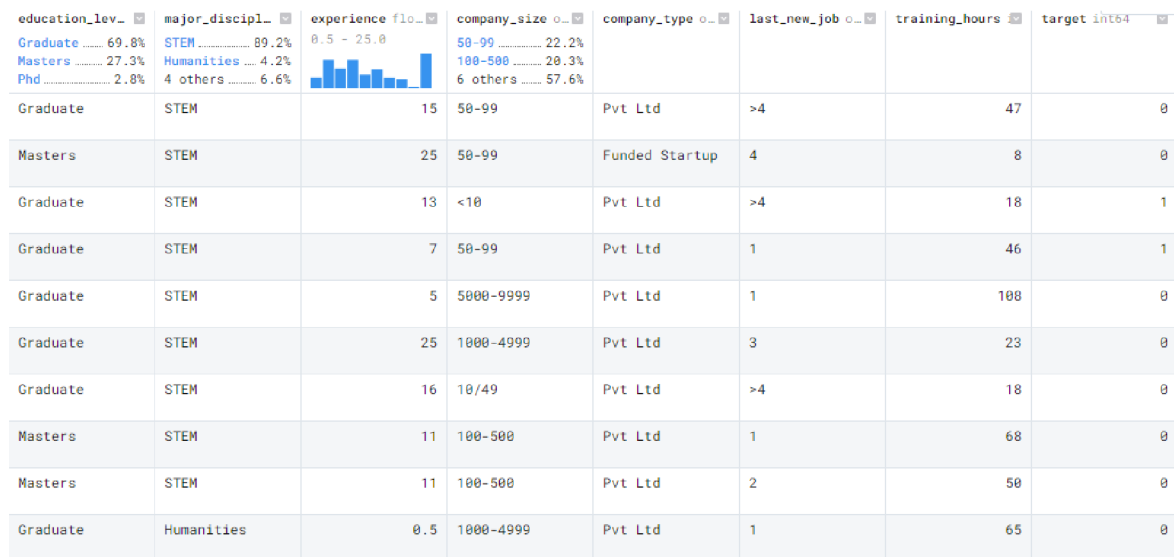 education_lev… major_discipl… experience flo… company_size o… company_type o… last_new_job o… training_hours target int64
Graduate 69.8% STEM 89.2% 0.5 - 25.0 50-99 22.2%
Masters 27.3% Humanities 4.2% 100-500 20.3%
Phd 2.8% 4 others 6.6% 6 others 57.6%
Graduate STEM 15 50-99 Pvt Ltd >4 47 0
Masters STEM 25 50-99 Funded Startup 4 8 0
Graduate STEM 13 <10 Pvt Ltd >4 18 1
Graduate STEM 7 50-99 Pvt Ltd 1 46 1
Graduate STEM 5 5000-9999 Pvt Ltd 1 108 0
Graduate STEM 25 1000-4999 Pvt Ltd 3 23 0
Graduate STEM 16 10/49 Pvt Ltd >4 18 0
Masters STEM 11 100-500 Pvt Ltd 1 68 0
Masters STEM 11 100-500 Pvt Ltd 2 50 0
Graduate Humanities 0.5 1000-4999 Pvt Ltd 1 65 0